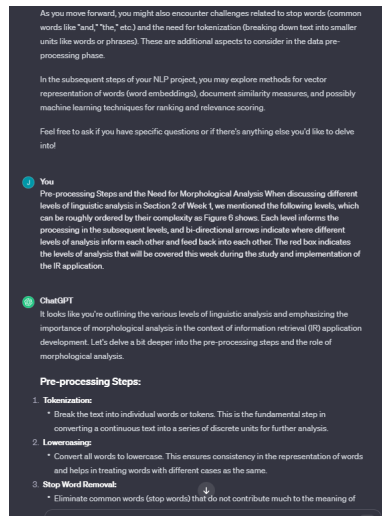 As you move forward, you might also encounter challenges related to stop words (common
words like "and," "the," etc.) and the need for tokenization (breaking down text into smaller
units like words or phrases). These are additional aspects to consider in the data pre-
processing phase.
In the subsequent steps of your NLP project, you may explore methods for vector
representation of words (word embeddings), document similarity measures, and possibly
machine learning techniques for ranking and relevance scoring.
Feel free to ask if you have specific questions or if there's anything else you'd like to delve
into!
J You
Pre-processing Steps and the Need for Morphological Analysis When discussing different
levels of linguistic analysis in Section 2 of Week 1, we mentioned the following levels, which
can be roughly ordered by their complexity as Figure 6 shows. Each level informs the
processing in the subsequent levels, and bi-directional arrows indicate where different
levels of analysis inform each other and feed back into each other. The red box indicates
the levels of analysis that will be covered this week during the study and implementation of
the IR application.
ChatGPT
It looks like you're outlining the various levels of linguistic analysis and emphasizing the
importance of morphological analysis in the context of information retrieval (IR) application
development. Let's delve a bit deeper into the pre-processing steps and the role of
morphological analysis.
Pre-processing Steps:
1. Tokenization:
• Break the text into individual words or tokens. This is the fundamental step in
converting a continuous text into a series of discrete units for further analysis.
2. Lowercasing:
• Convert all words to lowercase. This ensures consistency in the representation of words
and helps in treating words with different cases as the same.
3. Stop Word Removal:
• Eliminate common words (stop words) that do not contribute much to the meaning of